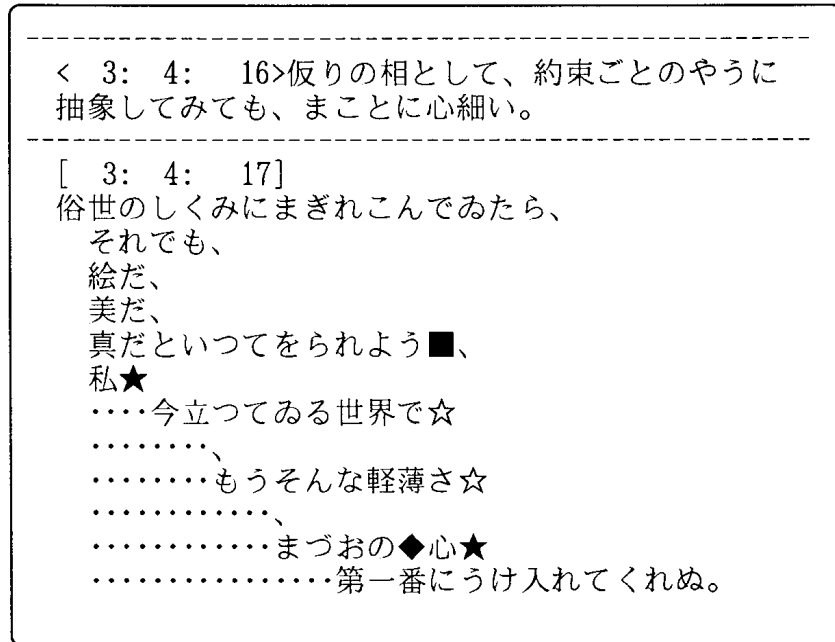 --------------------------------------------------
< 3: 4: 16>仮りの相として、約束ごとのやうに
抽象してみても、まことに心細い。
--------------------------------------------------
[ 3: 4: 17]
俗世のしくみにまぎれこんでゐたら、
それでも、
絵だ、
美だ、
真だといつてをられよう■、
私★
····今立つてゐる世界で☆
········、
········もうそんな軽薄さ☆
············、
············まづおの◆心★
················第一番にうけ入れてくれぬ。